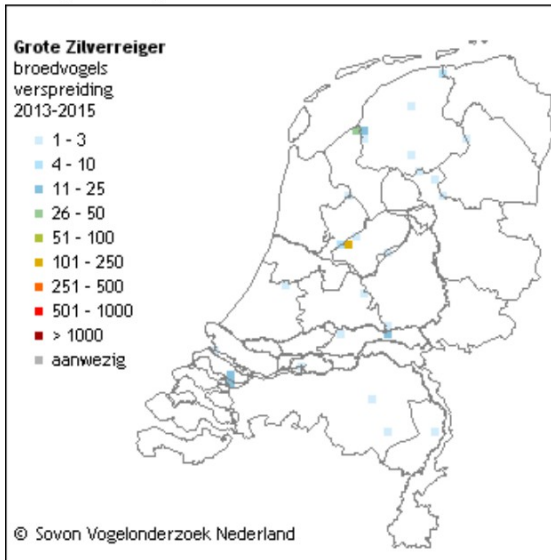 Grote Zilverreiger
broedvogels
verspreiding
2013-2015
1 - 3
4 - 10
11 - 25
26 - 50
51 - 100
101 - 250
251 - 500
501 - 1000
> 1000
aanwezig
© Sovon Vogelonderzoek Nederland